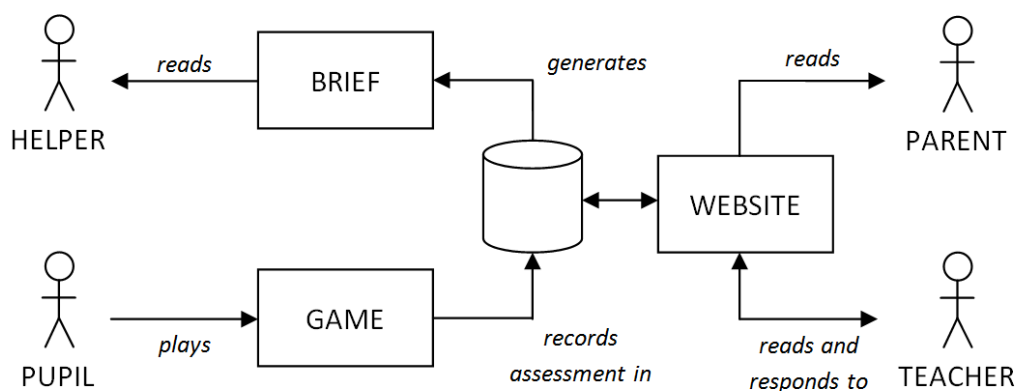 reads
BRIEF
generates
reads
HELPER
PARENT
WEBSITE
GAME
plays
records
assessment in
reads and
responds to
PUPIL
TEACHER